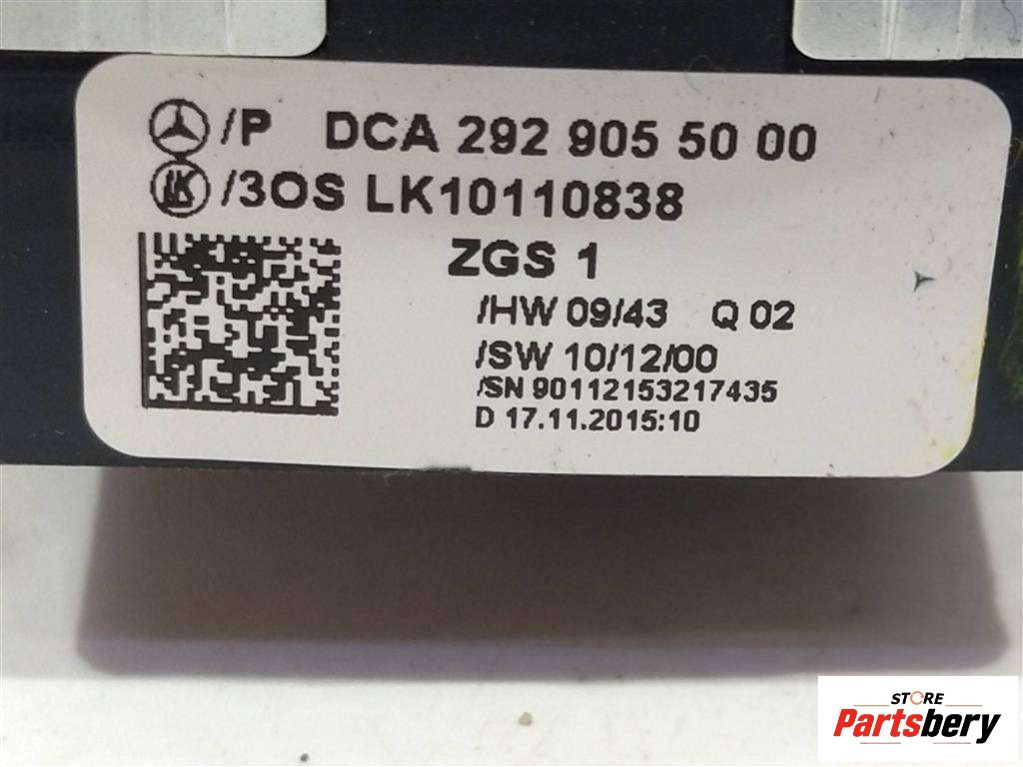 /P DCA 292 905 50 00
LK /3OS LK10110838
ZGS 1
/HW 09/43 Q 02
/SW 10/12/00
/SN 90112153217435
D 17.11.2015:10
STORE
Partsbery